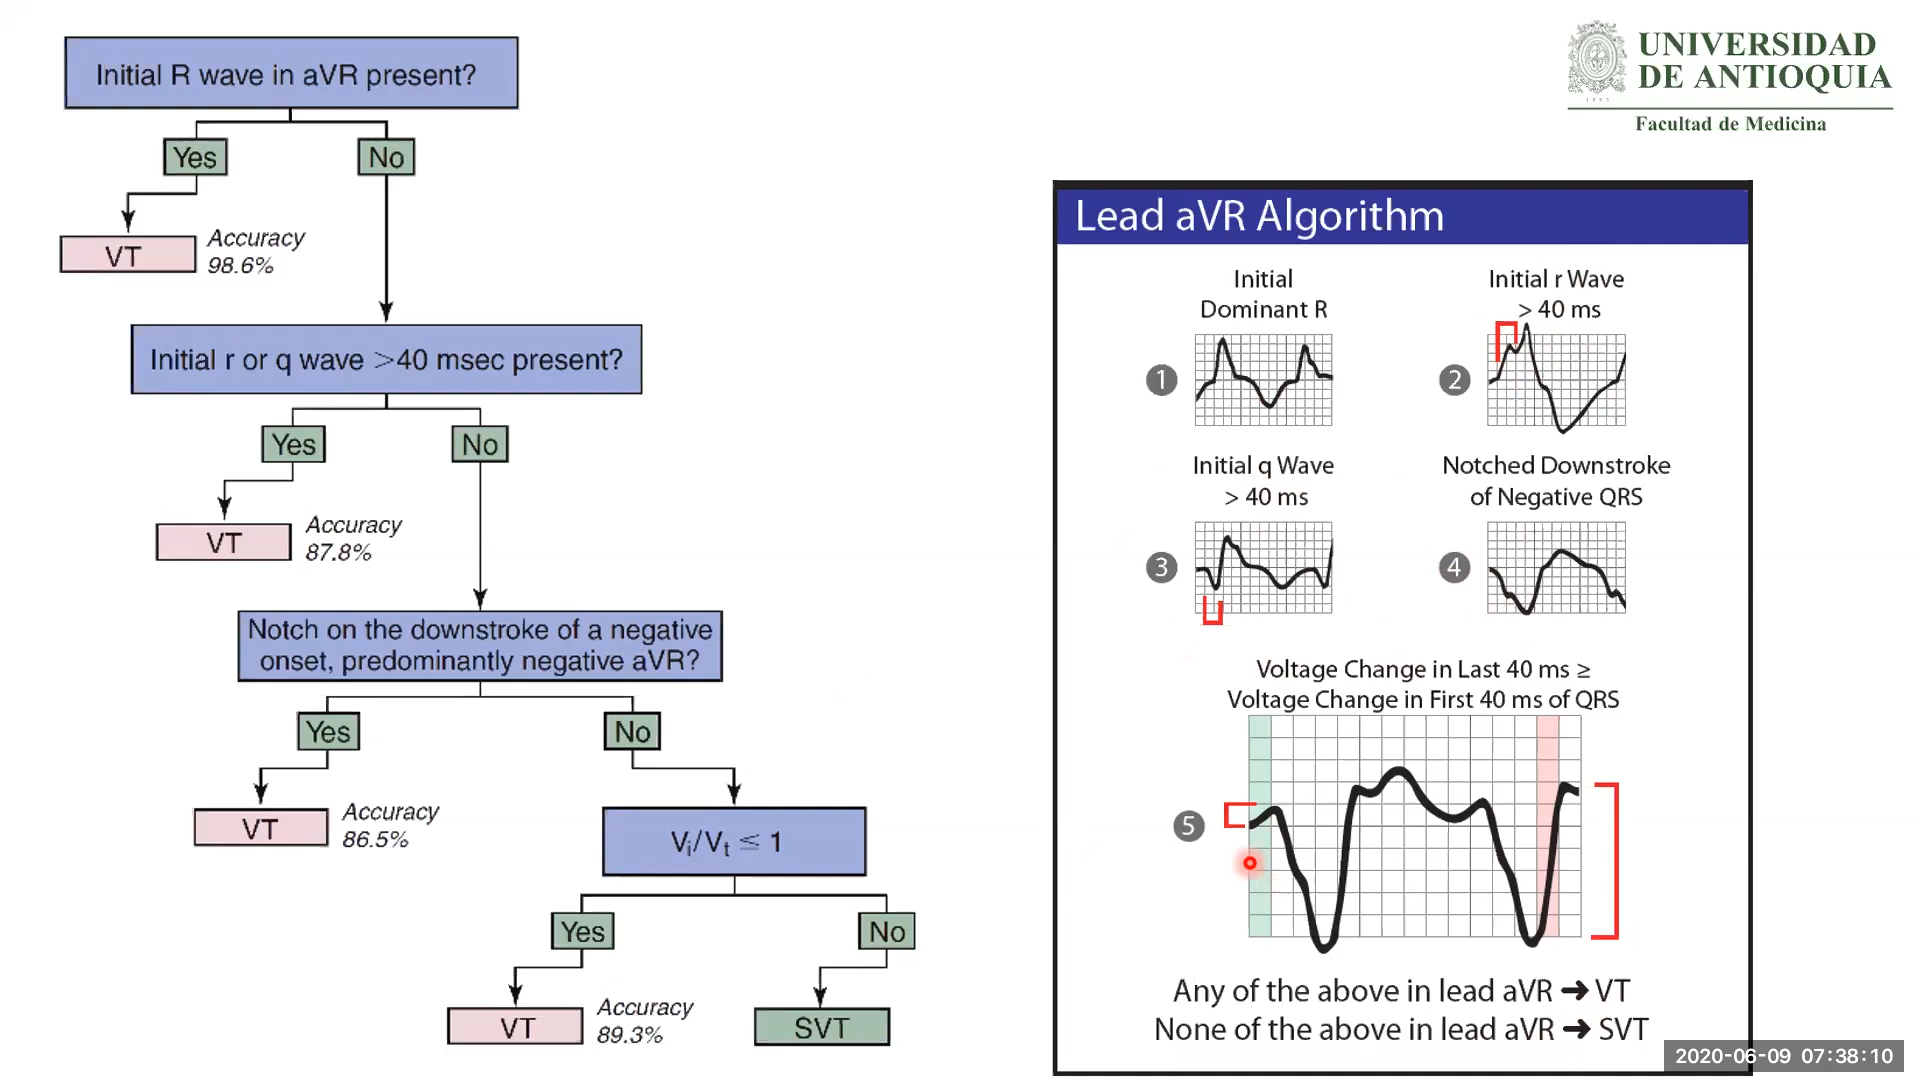 Initial R wave in aVR present?
Yes
No
VT
Accuracy
98.6%
Initial r or q wave >40 msec present?
Yes
No
VT
Accuracy
87.8%
Notch on the downstroke of a negative
onset, predominantly negative aVR?
Yes
No
VT
Accuracy
86.5%
Vi/Vt ≤ 1
Yes
No
VT
Accuracy
89.3%
SVT
UNIVERSIDAD
DE ANTIOQUIA
1803
Facultad de Medicina
Lead aVR Algorithm
Initial
Dominant R
1
Initial r Wave
> 40 ms
2
Initial q Wave
> 40 ms
3
Notched Downstroke
of Negative QRS
4
Voltage Change in Last 40 ms ≥
Voltage Change in First 40 ms of QRS
5
Any of the above in lead aVR ➔ VT
None of the above in lead aVR ➔ SVT
2020-06-09 07:38:10